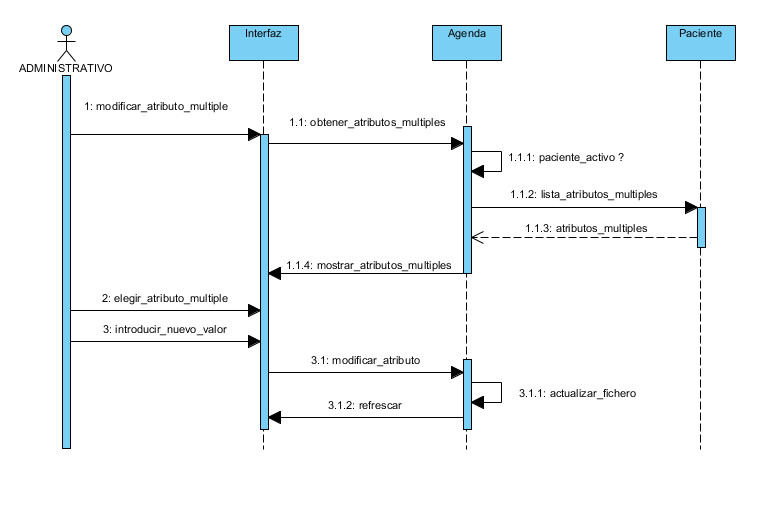 Interfaz
Agenda
Paciente
ADMINISTRATIVO
1: modificar_atributo_multiple
1.1: obtener_atributos_multiples
1.1.1: paciente_activo ?
1.1.2: lista_atributos_multiples
1.1.3: atributos_multiples
1.1.4: mostrar_atributos_multiples
2: elegir_atributo_multiple
3: introducir_nuevo_valor
3.1: modificar_atributo
3.1.1: actualizar_fichero
3.1.2: refrescar